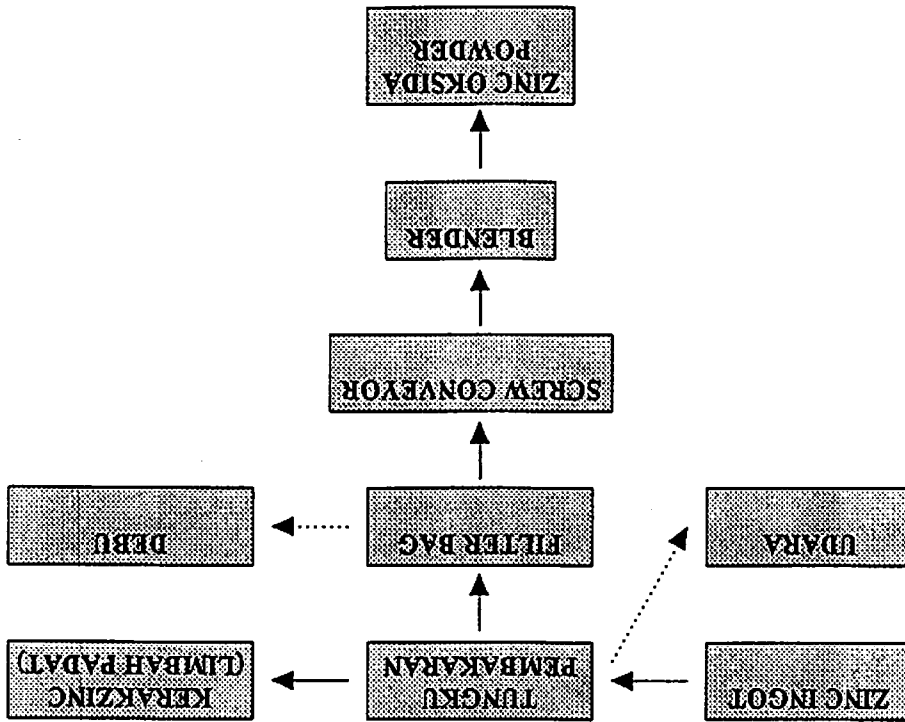 ZINC INGOT
TUNGKU
PEMBAKARAN
KERAKZINC
(LIMBAH PADAT)
UDARA
FILTER BAG
DEBU
SCREW CONVEYOR
BLENDER
ZINC OKSIDA
POWDER